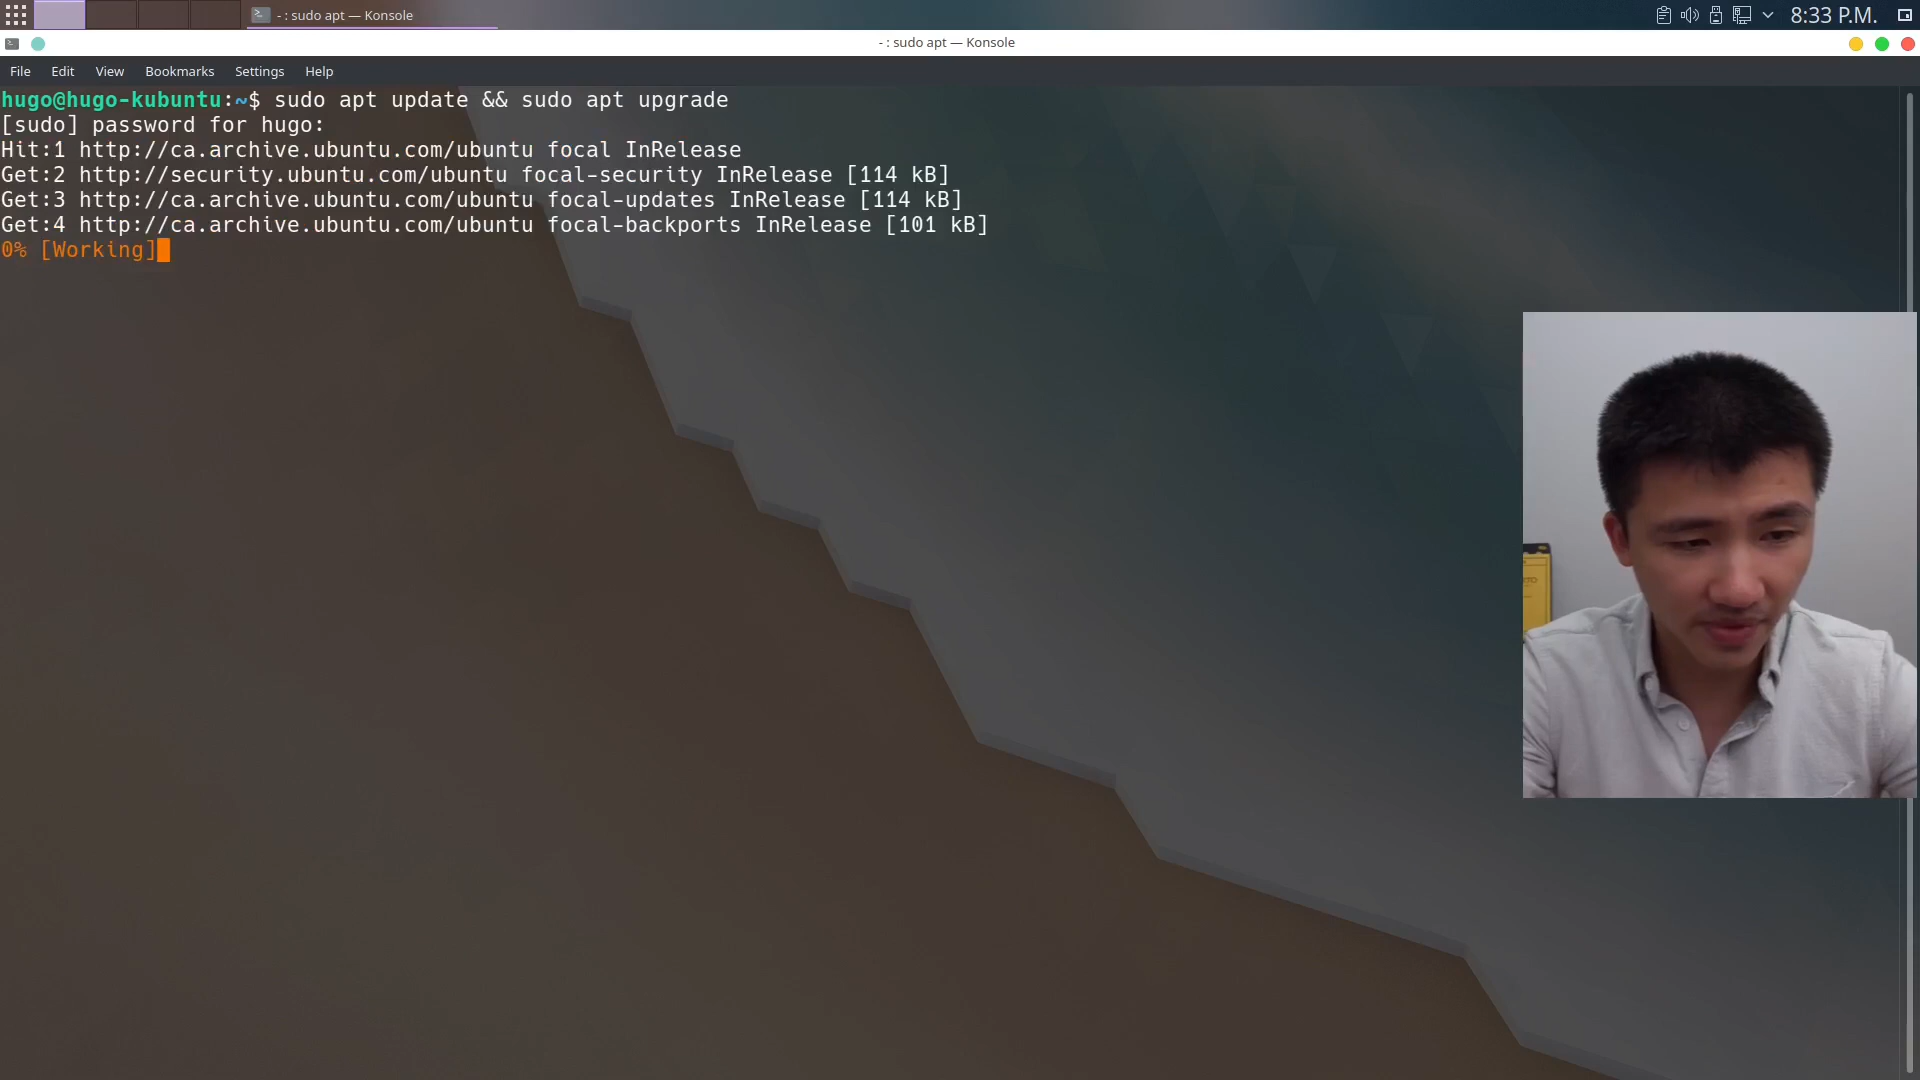 - : sudo apt — Konsole
8:33 P.M.
- : sudo apt — Konsole
File Edit View Bookmarks Settings Help
hugo@hugo-kubuntu:~$ sudo apt update && sudo apt upgrade
[sudo] password for hugo:
Hit:1 http://ca.archive.ubuntu.com/ubuntu focal InRelease
Get:2 http://security.ubuntu.com/ubuntu focal-security InRelease [114 kB]
Get:3 http://ca.archive.ubuntu.com/ubuntu focal-updates InRelease [114 kB]
Get:4 http://ca.archive.ubuntu.com/ubuntu focal-backports InRelease [101 kB]
0% [Working]